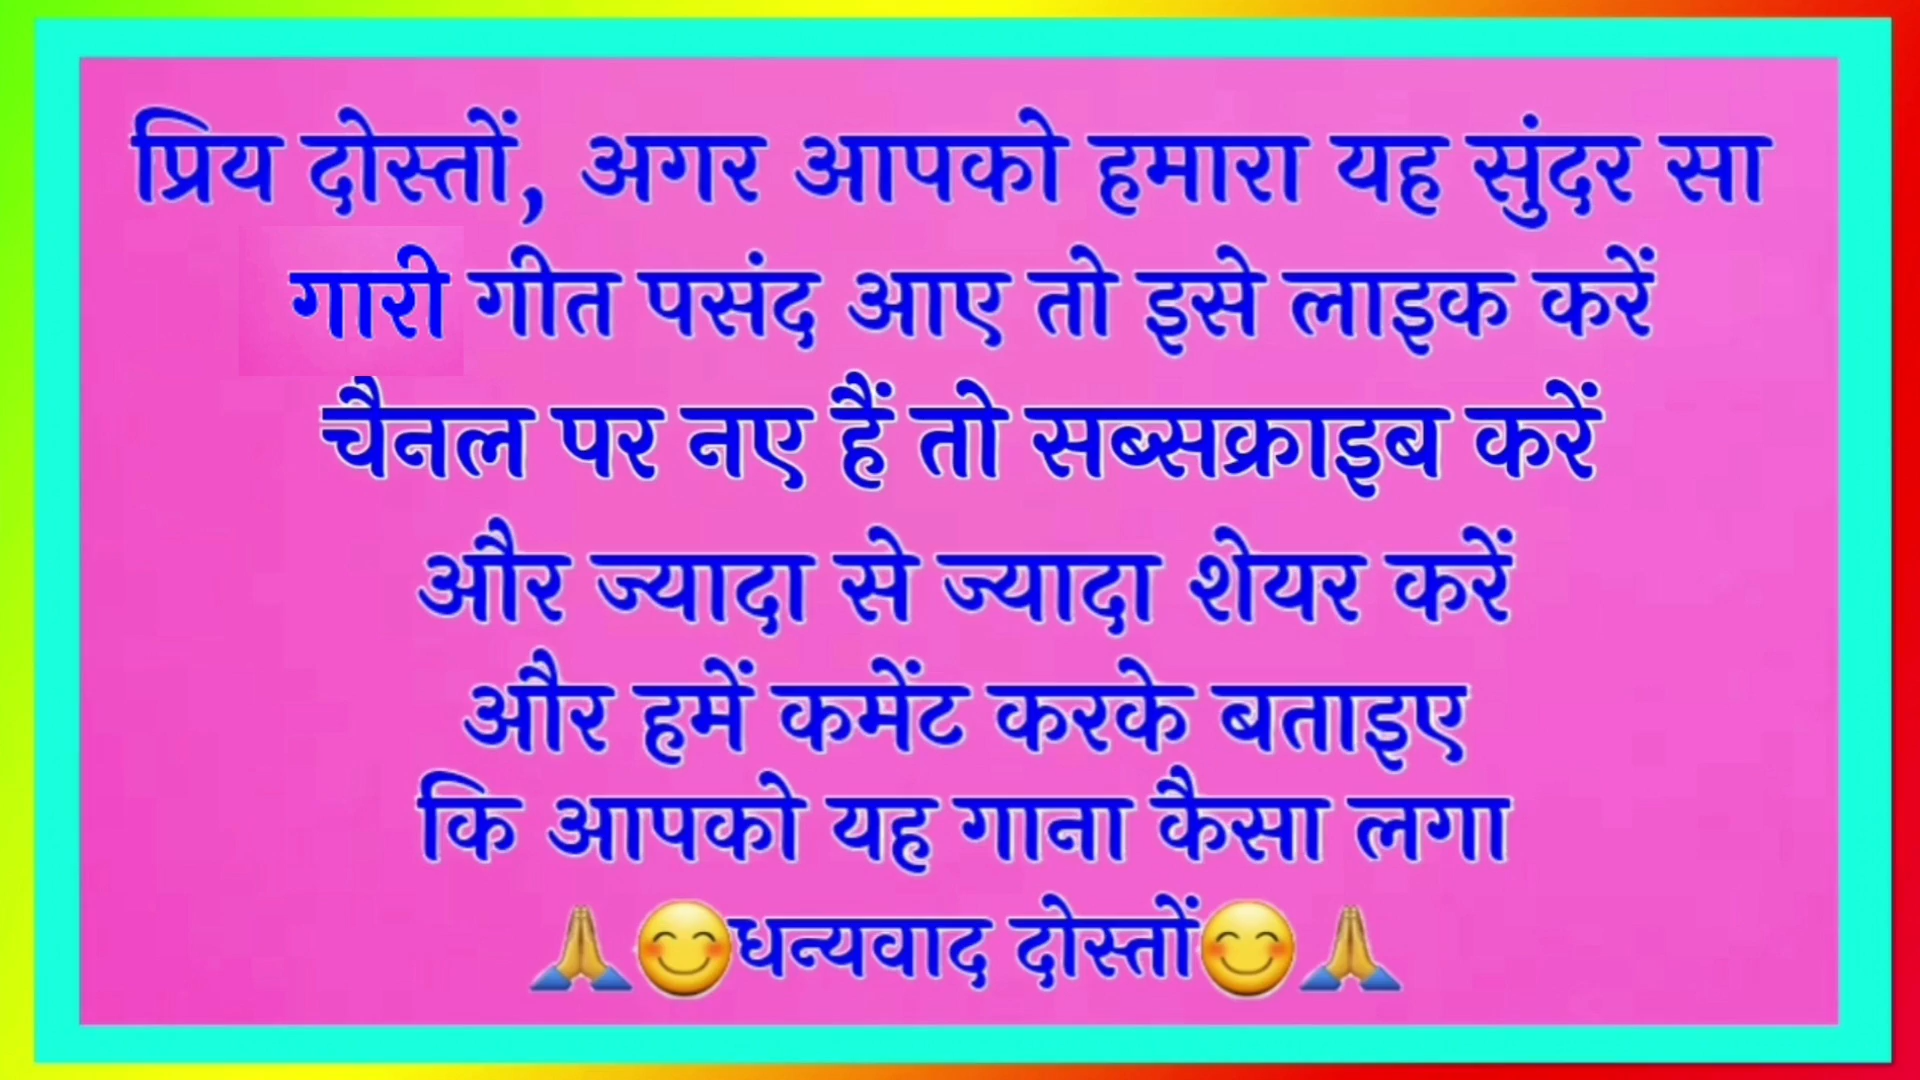 प्रिय दोस्तों, अगर आपको हमारा यह सुंदर सा
गारी गीत पसंद आए तो इसे लाइक करें
चैनल पर नए हैं तो सब्सक्राइब करें
और ज्यादा से ज्यादा शेयर करें
और हमें कमेंट करके बताइए
कि आपको यह गाना कैसा लगा
🙏😊धन्यवाद दोस्तों😊🙏